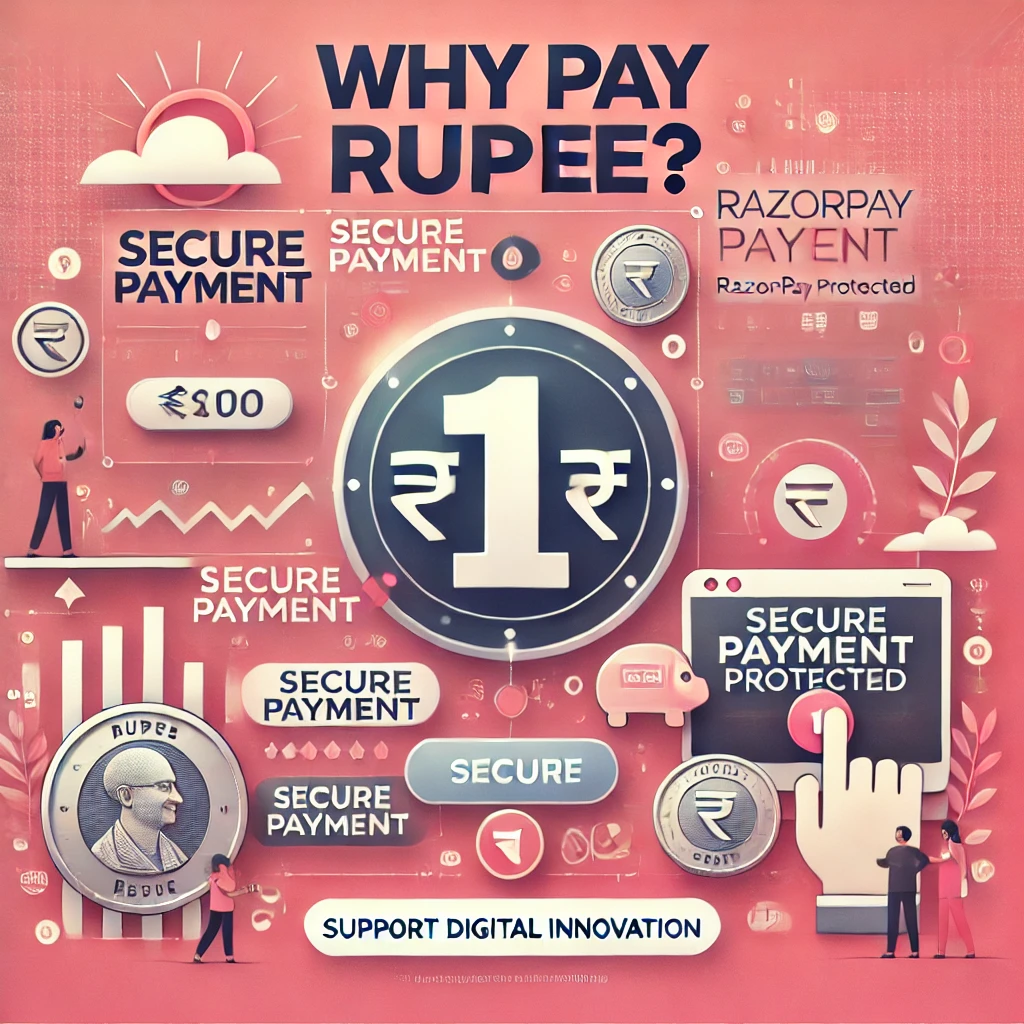 WHY PAY
RUPEE?
SECURE
PAYMENT
SECURE
PAYMENT
RAZORPAY
PAYENT
RazorPay Protected
₹ 1 ₹
SECURE
PAYMENT
SECURE
PAYMENT
PROTECTED
SECURE
PAYMENT
SECURE
SECURE
PAYMENT
SUPPORT DIGITAL INNOVATION